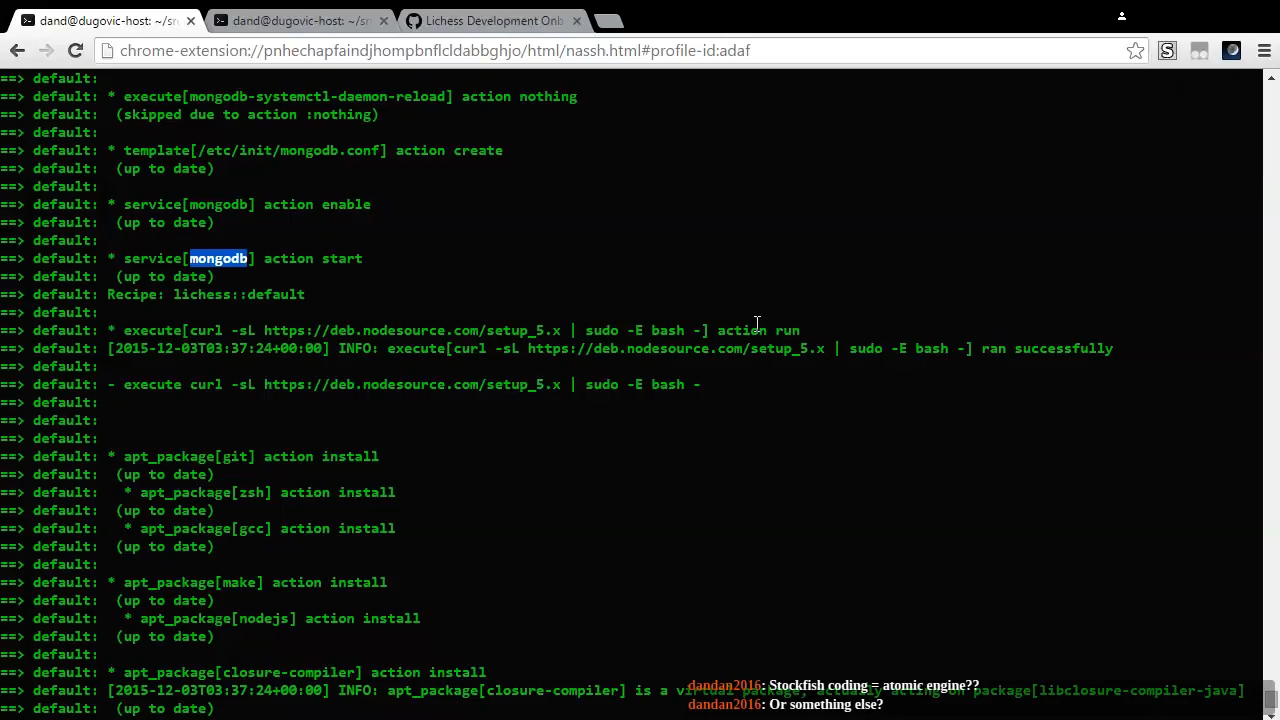 dand@dugovic-host: ~/sr
dand@dugovic-host: ~/sr
Lichess Development Onb
chrome-extension://pnhechapfaindjhompbnflcldabbghjo/html/nassh.html#profile-id:adaf
==> default:
==> default: * execute[mongodb-systemctl-daemon-reload] action nothing
==> default:  (skipped due to action :nothing)
==> default:
==> default: * template[/etc/init/mongodb.conf] action create
==> default:  (up to date)
==> default:
==> default: * service[mongodb] action enable
==> default:  (up to date)
==> default:
==> default: * service[mongodb] action start
==> default:  (up to date)
==> default: Recipe: lichess::default
==> default:
==> default: * execute[curl -sL https://deb.nodesource.com/setup_5.x | sudo -E bash -] action run
==> default: [2015-12-03T03:37:24+00:00] INFO: execute[curl -sL https://deb.nodesource.com/setup_5.x | sudo -E bash -] ran successfully
==> default:
==> default: - execute curl -sL https://deb.nodesource.com/setup_5.x | sudo -E bash -
==> default:
==> default:
==> default:
==> default: * apt_package[git] action install
==> default:  (up to date)
==> default:   * apt_package[zsh] action install
==> default:  (up to date)
==> default:   * apt_package[gcc] action install
==> default:  (up to date)
==> default:
==> default: * apt_package[make] action install
==> default:  (up to date)
==> default:   * apt_package[nodejs] action install
==> default:  (up to date)
==> default:
==> default: * apt_package[closure-compiler] action install
==> default: [2015-12-03T03:37:24+00:00] INFO: apt_package[closure-compiler] is a virtual package, actually acting on package[libclosure-compiler-java]
dandan2016: Stockfish coding = atomic engine??
==> default:  (up to date)
dandan2016: Or something else?